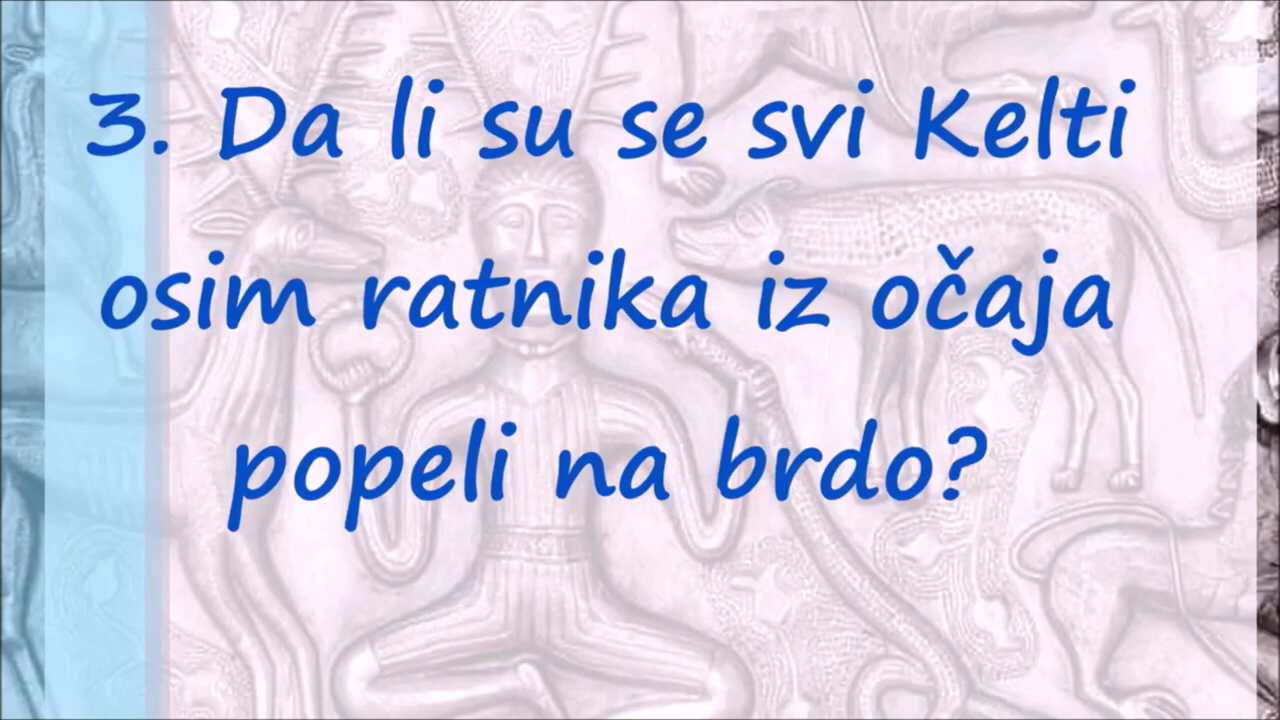 3. Da li su se svi Kelti
osim ratnika iz očaja
popeli na brdo?